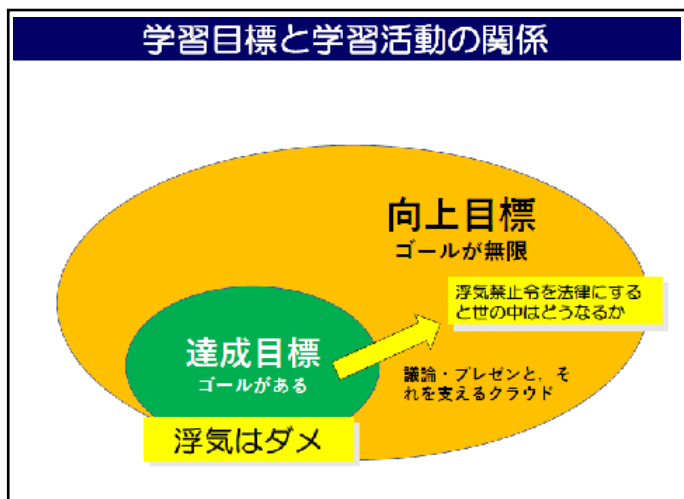 学習目標と学習活動の関係
向上目標
ゴールが無限
浮気禁止令を法律にする
と世の中はどうなるか
達成目標
ゴールがある
議論・プレゼンと，そ
れを支えるクラウド
浮気はダメ